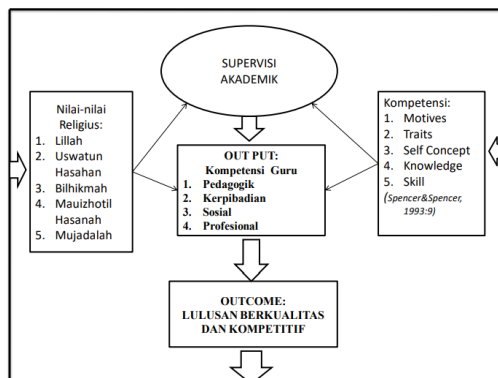 SUPERVISI
AKADEMIK
Nilai-nilai
Religius:
1. Lillah
2. Uswatun
Hasahan
3. Bilhikmah
4. Mauizhotil
Hasanah
5. Mujadalah
OUT PUT:
Kompetensi Guru
1. Pedagogik
2. Kerpibadian
3. Sosial
4. Profesional
Kompetensi:
1. Motives
2. Traits
3. Self Concept
4. Knowledge
5. Skill
(Spencer&Spencer,
1993:9)
OUTCOME:
LULUSAN BERKUALITAS
DAN KOMPETITIF